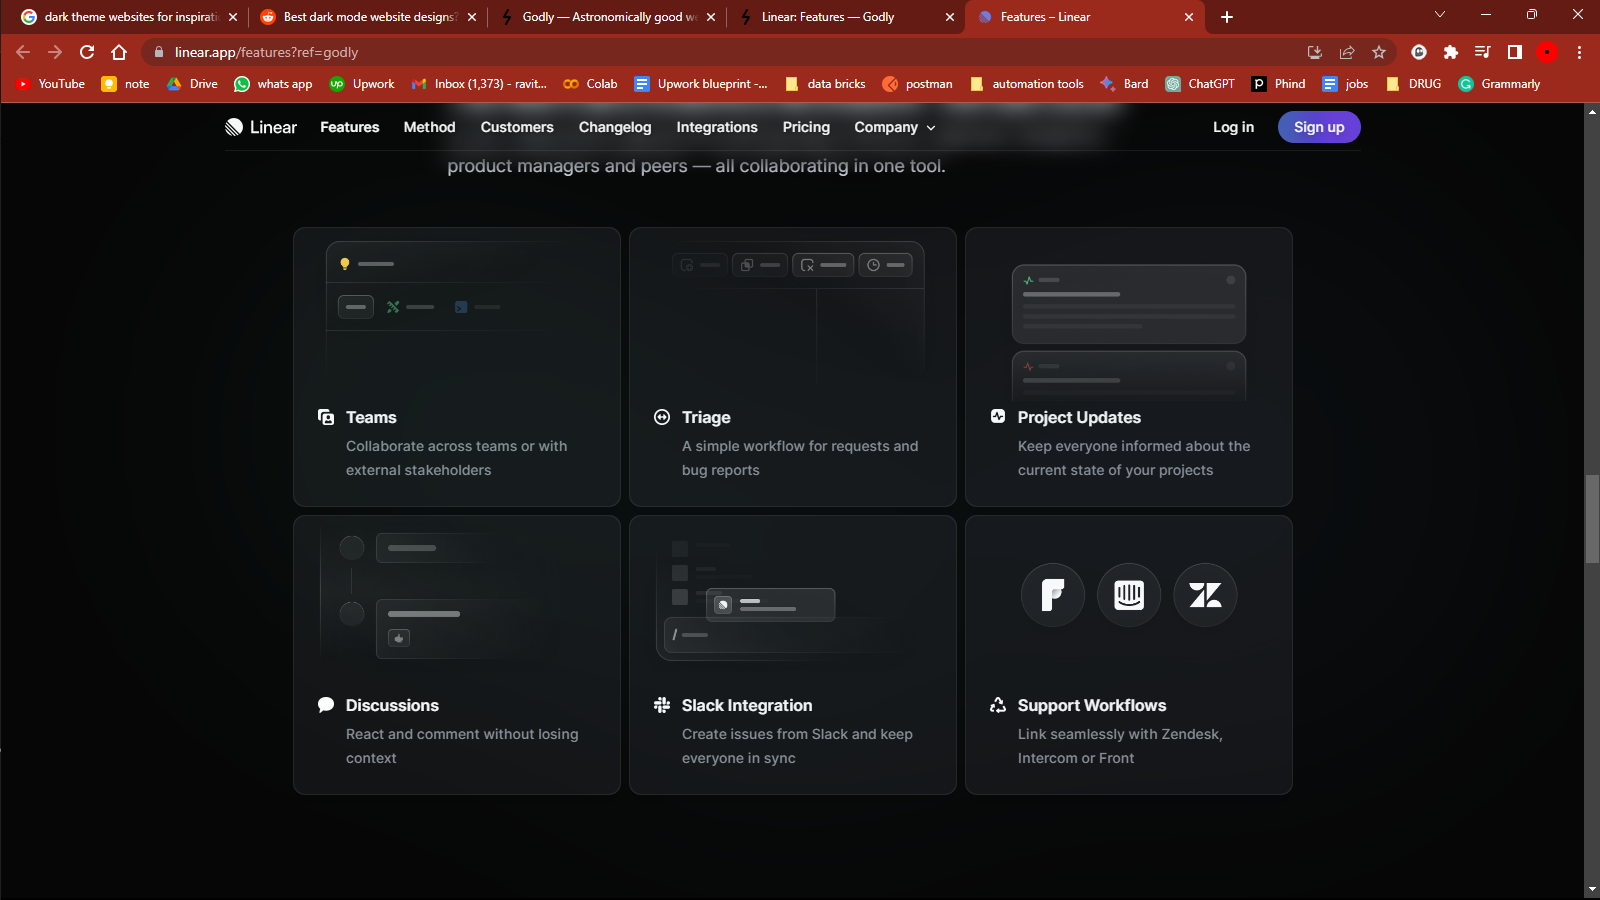 dark theme websites for inspirati
Best dark mode website designs?
Godly — Astronomically good we
Linear: Features — Godly
Features – Linear
linear.app/features?ref=godly
YouTube
note
Drive
whats app
Upwork
Inbox (1,373) - ravit...
Colab
Upwork blueprint -...
data bricks
postman
automation tools
Bard
ChatGPT
Phind
jobs
DRUG
Grammarly
Linear
Features
Method
Customers
Changelog
Integrations
Pricing
Company
Log in
Sign up
product managers and peers — all collaborating in one tool.
Teams
Collaborate across teams or with
external stakeholders
Triage
A simple workflow for requests and
bug reports
Project Updates
Keep everyone informed about the
current state of your projects
Discussions
React and comment without losing
context
Slack Integration
Create issues from Slack and keep
everyone in sync
Support Workflows
Link seamlessly with Zendesk,
Intercom or Front